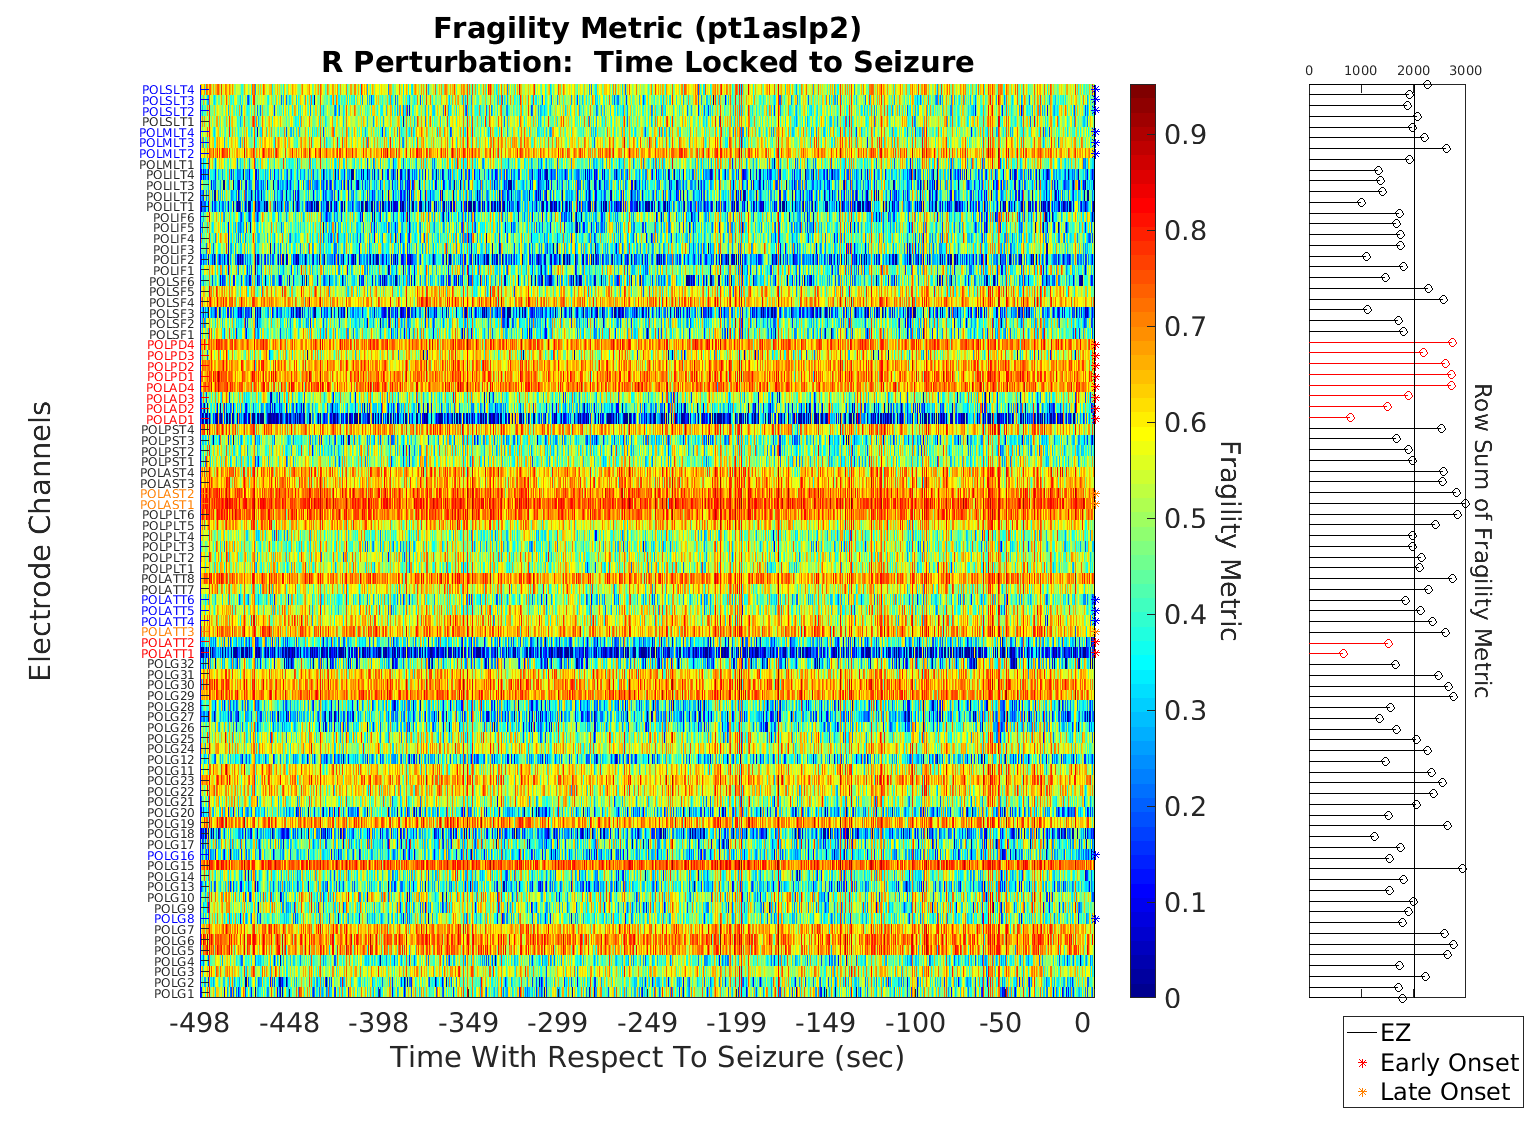 Fragility Metric (pt1aslp2)
R Perturbation:  Time Locked to Seizure
Electrode Channels
POLSLT4
POLSLT3
POLSLT2
POLSLT1
POLMLT4
POLMLT3
POLMLT2
POLMLT1
POLILT4
POLILT3
POLILT2
POLILT1
POLIF6
POLIF5
POLIF4
POLIF3
POLIF2
POLIF1
POLSF6
POLSF5
POLSF4
POLSF3
POLSF2
POLSF1
POLPD4
POLPD3
POLPD2
POLPD1
POLAD4
POLAD3
POLAD2
POLAD1
POLPST4
POLPST3
POLPST2
POLPST1
POLAST4
POLAST3
POLAST2
POLAST1
POLPLT6
POLPLT5
POLPLT4
POLPLT3
POLPLT2
POLPLT1
POLATT8
POLATT7
POLATT6
POLATT5
POLATT4
POLATT3
POLATT2
POLATT1
POLG32
POLG31
POLG30
POLG29
POLG28
POLG27
POLG26
POLG25
POLG24
POLG12
POLG11
POLG23
POLG22
POLG21
POLG20
POLG19
POLG18
POLG17
POLG16
POLG15
POLG14
POLG13
POLG10
POLG9
POLG8
POLG7
POLG6
POLG5
POLG4
POLG3
POLG2
POLG1
-498 -448 -398 -349 -299 -249 -199 -149 -100 -50 0
Time With Respect To Seizure (sec)
0.9
0.8
0.7
0.6
0.5
0.4
0.3
0.2
0.1
0
Fragility Metric
0 1000 2000 3000
Row Sum of Fragility Metric
EZ
Early Onset
Late Onset